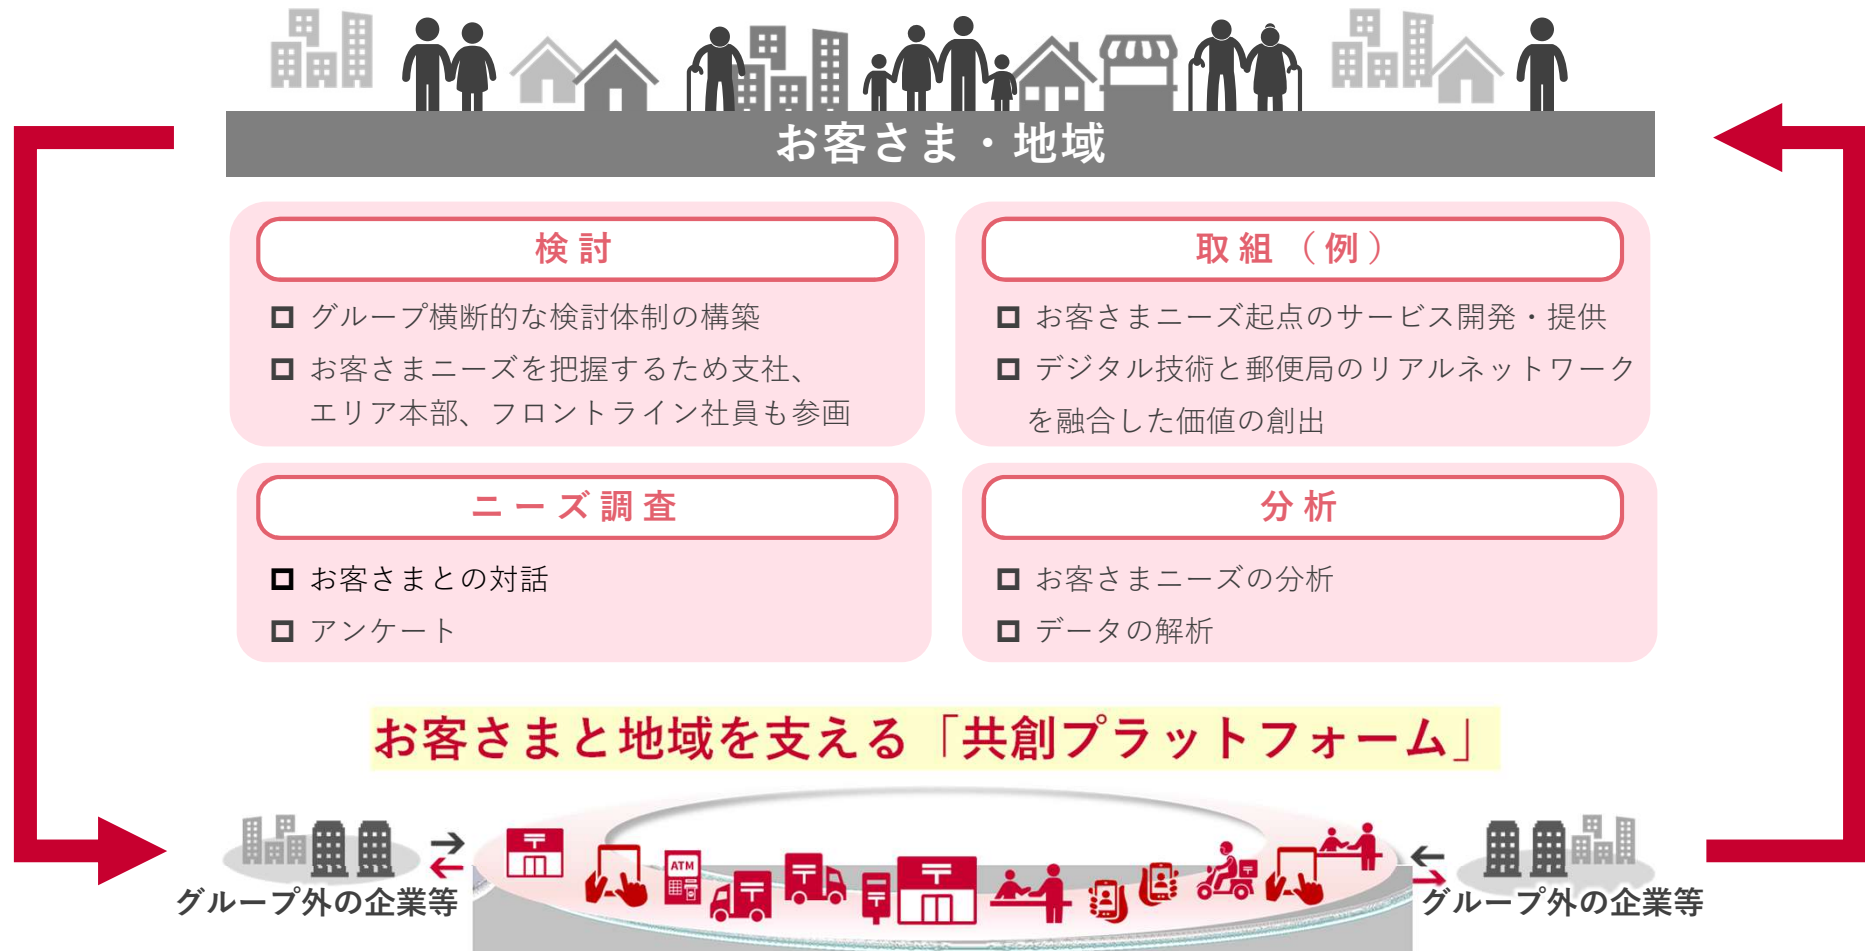 お客さま・地域
検討
グループ横断的な検討体制の構築
お客さまニーズを把握するため支社、
エリア本部、フロントライン社員も参画
取組（例）
お客さまニーズ起点のサービス開発・提供
デジタル技術と郵便局のリアルネットワーク
を融合した価値の創出
ニーズ調査
お客さまとの対話
アンケート
分析
お客さまニーズの分析
データの解析
お客さまと地域を支える「共創プラットフォーム」
グループ外の企業等
ATM
グループ外の企業等